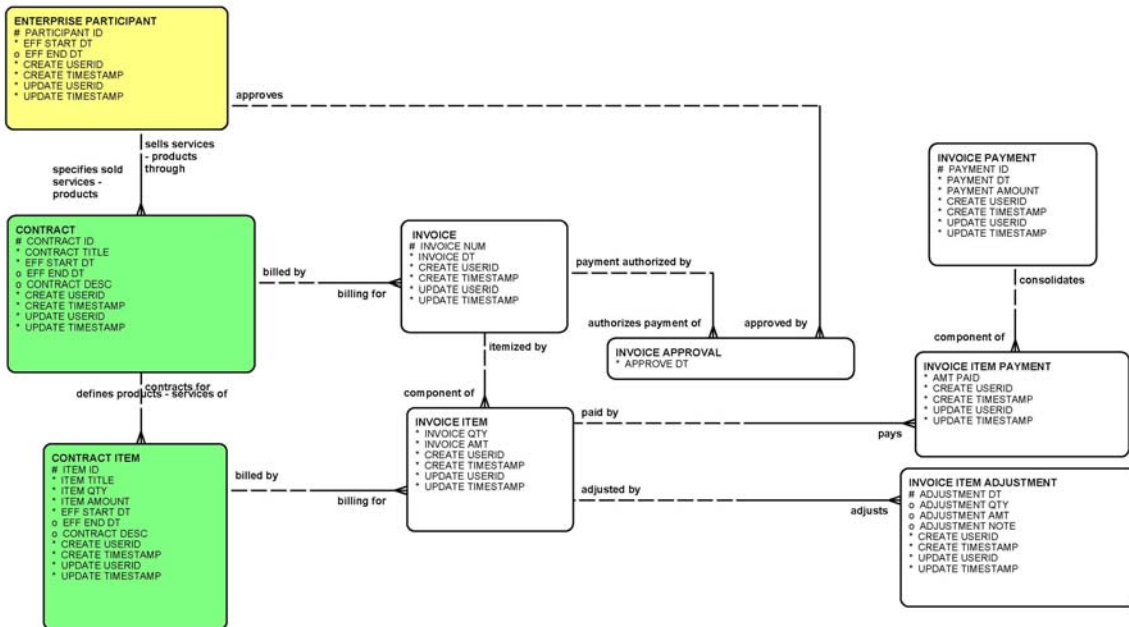 ENTERPRISE PARTICIPANT
# PARTICIPANT ID
* EFF START DT
o EFF END DT
* CREATE USERID
* CREATE TIMESTAMP
* UPDATE USERID
* UPDATE TIMESTAMP
approves
sells services
- products
through
specifies sold
services -
products
CONTRACT
# CONTRACT ID
* CONTRACT TITLE
* EFF START DT
o EFF END DT
o CONTRACT DESC
* CREATE USERID
* CREATE TIMESTAMP
* UPDATE USERID
* UPDATE TIMESTAMP
billed by
billing for
INVOICE
# INVOICE NUM
* INVOICE DT
* CREATE USERID
* CREATE TIMESTAMP
* UPDATE USERID
* UPDATE TIMESTAMP
payment authorized by
authorizes payment of
approved by
INVOICE APPROVAL
* APPROVE DT
INVOICE PAYMENT
# PAYMENT ID
* PAYMENT DT
* PAYMENT AMOUNT
* CREATE USERID
* CREATE TIMESTAMP
* UPDATE USERID
* UPDATE TIMESTAMP
consolidates
component of
INVOICE ITEM PAYMENT
* AMT PAID
* CREATE USERID
* CREATE TIMESTAMP
* UPDATE USERID
* UPDATE TIMESTAMP
contracts for
defines products - services of
itemized by
component of
CONTRACT ITEM
# ITEM ID
* ITEM TITLE
* ITEM QTY
* ITEM AMOUNT
* EFF START DT
o EFF END DT
o CONTRACT DESC
* CREATE USERID
* CREATE TIMESTAMP
* UPDATE USERID
* UPDATE TIMESTAMP
billed by
billing for
INVOICE ITEM
* INVOICE QTY
* INVOICE AMT
* CREATE USERID
* CREATE TIMESTAMP
* UPDATE USERID
* UPDATE TIMESTAMP
paid by
pays
adjusted by
adjusts
INVOICE ITEM ADJUSTMENT
# ADJUSTMENT DT
o ADJUSTMENT QTY
o ADJUSTMENT AMT
o ADJUSTMENT NOTE
* CREATE USERID
* CREATE TIMESTAMP
* UPDATE USERID
* UPDATE TIMESTAMP